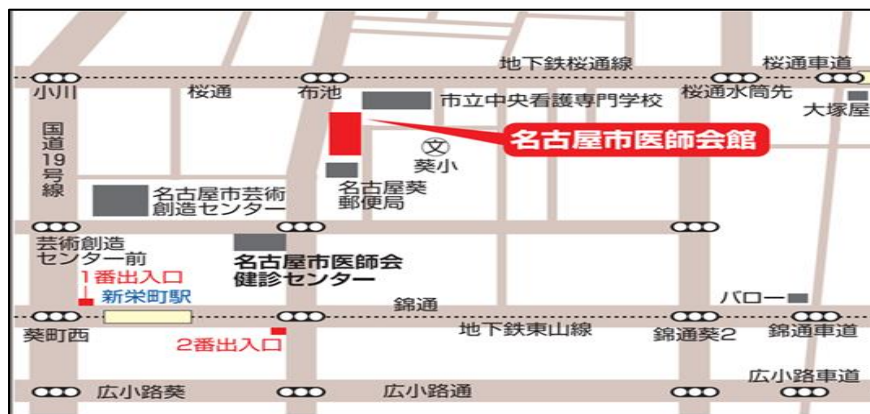 地下鉄桜通線
桜通車道
小川
桜通
布池
桜通水筒先
市立中央看護専門学校
大塚屋
国道19号線
名古屋市医師会館
文
葵小
名古屋葵
郵便局
名古屋市芸術
創造センター
芸術創造
センター前
名古屋市医師会
健診センター
1番出入口
新栄町駅
錦通
バロー
葵町西
2番出入口
地下鉄東山線
錦通葵2
錦通車道
広小路葵
広小路通
広小路車道